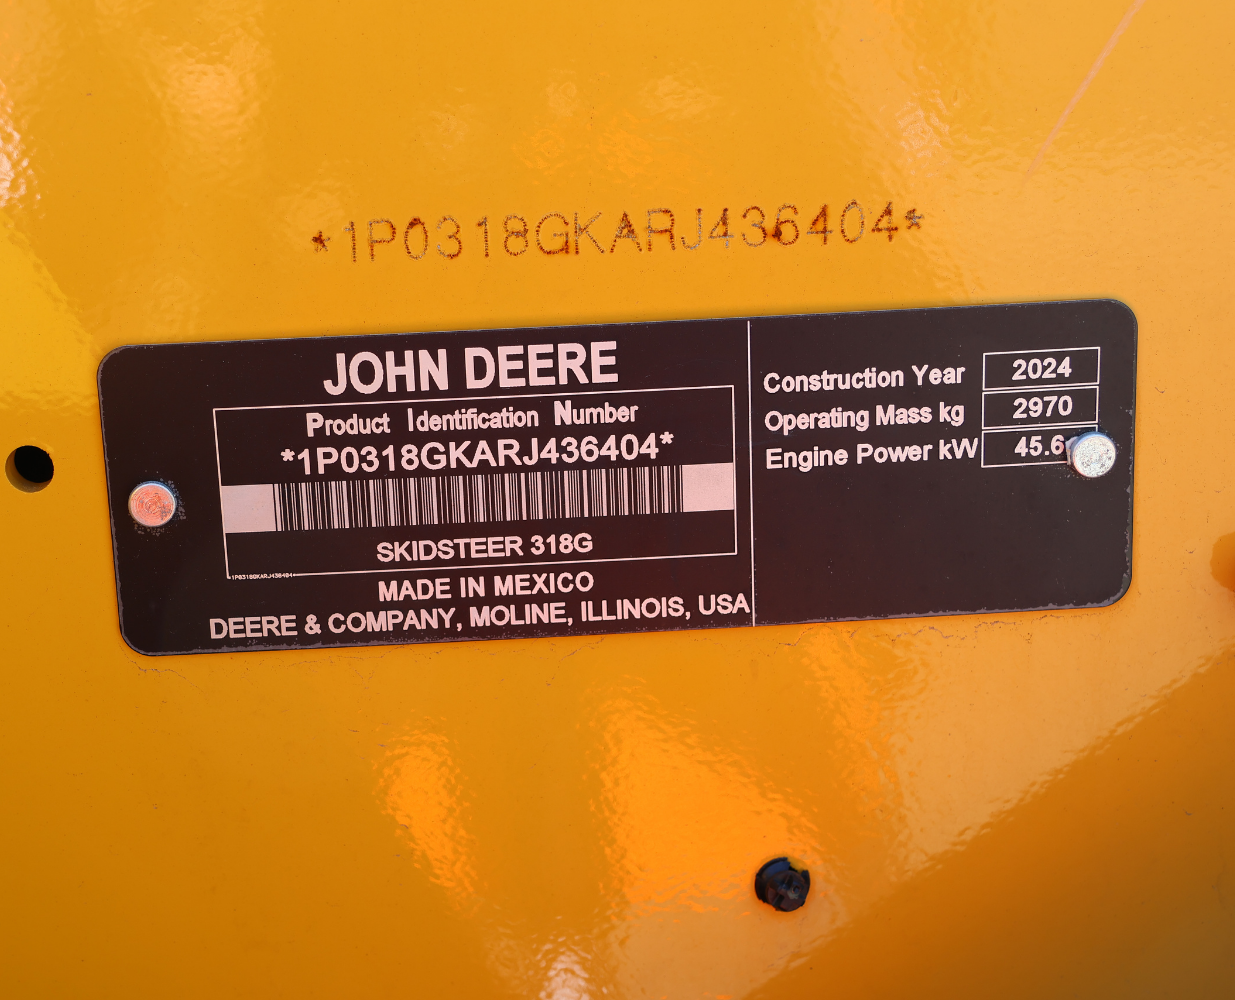 *1P0318GKARJ436404*
JOHN DEERE
Product Identification Number
*1P0318GKARJ436404*
SKIDSTEER 318G
1P0318GKARJ436404
MADE IN MEXICO
DEERE & COMPANY, MOLINE, ILLINOIS, USA
Construction Year 2024
Operating Mass kg 2970
Engine Power kW 45.6